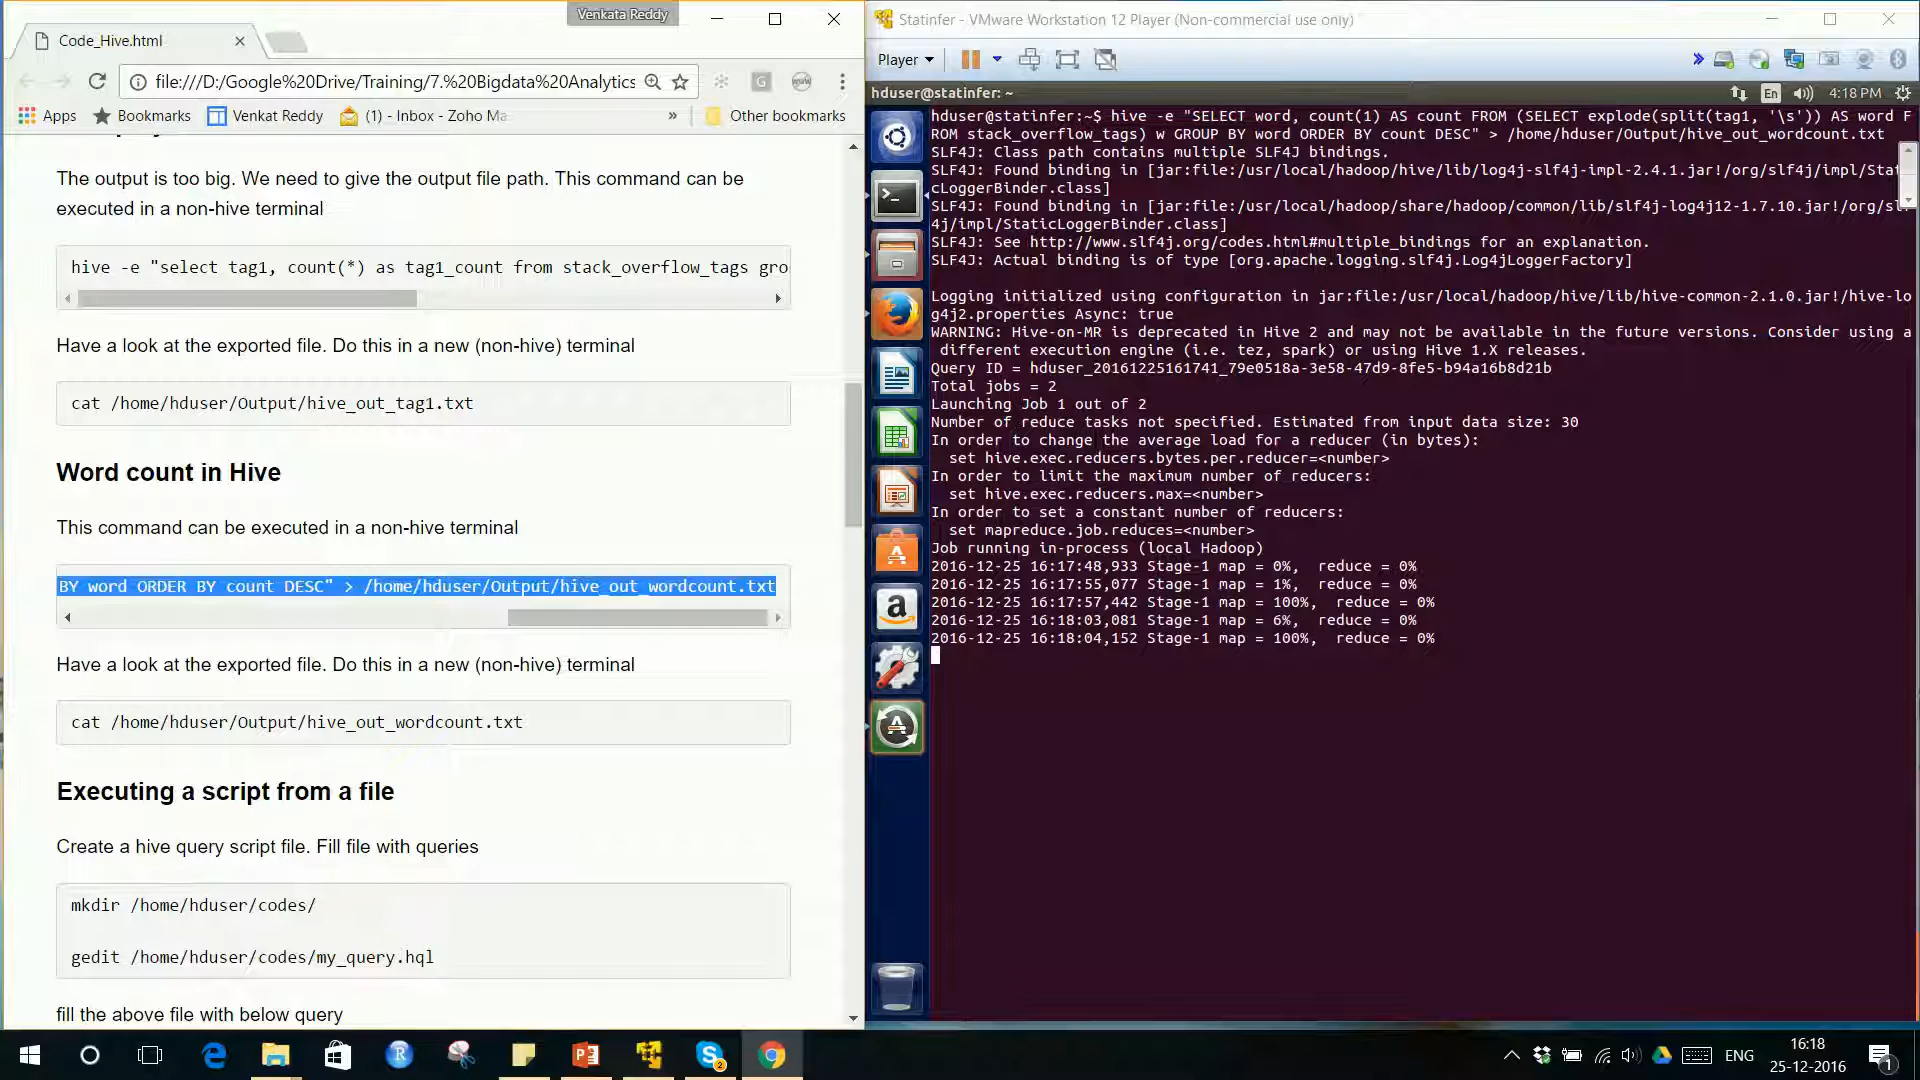 Venkata Reddy
Code_Hive.html
file:///D:/Google%20Drive/Training/7.%20Bigdata%20Analytics
Apps
Bookmarks
Venkat Reddy
(1) - Inbox - Zoho Ma
»
Other bookmarks
The output is too big. We need to give the output file path. This command can be
executed in a non-hive terminal
hive -e "select tag1, count(*) as tag1_count from stack_overflow_tags gro
Have a look at the exported file. Do this in a new (non-hive) terminal
cat /home/hduser/Output/hive_out_tag1.txt
Word count in Hive
This command can be executed in a non-hive terminal
BY word ORDER BY count DESC" > /home/hduser/Output/hive_out_wordcount.txt
Have a look at the exported file. Do this in a new (non-hive) terminal
cat /home/hduser/Output/hive_out_wordcount.txt
Executing a script from a file
Create a hive query script file. Fill file with queries
mkdir /home/hduser/codes/
gedit /home/hduser/codes/my_query.hql
fill the above file with below query
Statinfer - VMware Workstation 12 Player (Non-commercial use only)
Player
hduser@statinfer: ~
En
4:18 PM
hduser@statinfer:~$ hive -e "SELECT word, count(1) AS count FROM (SELECT explode(split(tag1, '\s')) AS word F
ROM stack_overflow_tags) w GROUP BY word ORDER BY count DESC" > /home/hduser/Output/hive_out_wordcount.txt
SLF4J: Class path contains multiple SLF4J bindings.
SLF4J: Found binding in [jar:file:/usr/local/hadoop/hive/lib/log4j-slf4j-impl-2.4.1.jar!/org/slf4j/impl/Stati
cLoggerBinder.class]
SLF4J: Found binding in [jar:file:/usr/local/hadoop/share/hadoop/common/lib/slf4j-log4j12-1.7.10.jar!/org/slf
4j/impl/StaticLoggerBinder.class]
SLF4J: See http://www.slf4j.org/codes.html#multiple_bindings for an explanation.
SLF4J: Actual binding is of type [org.apache.logging.slf4j.Log4jLoggerFactory]
Logging initialized using configuration in jar:file:/usr/local/hadoop/hive/lib/hive-common-2.1.0.jar!/hive-lo
g4j2.properties Async: true
WARNING: Hive-on-MR is deprecated in Hive 2 and may not be available in the future versions. Consider using a
different execution engine (i.e. tez, spark) or using Hive 1.X releases.
Query ID = hduser_20161225161741_79e0518a-3e58-47d9-8fe5-b94a16b8d21b
Total jobs = 2
Launching Job 1 out of 2
Number of reduce tasks not specified. Estimated from input data size: 30
In order to change the average load for a reducer (in bytes):
set hive.exec.reducers.bytes.per.reducer=<number>
In order to limit the maximum number of reducers:
set hive.exec.reducers.max=<number>
In order to set a constant number of reducers:
set mapreduce.job.reduces=<number>
Job running in-process (local Hadoop)
2016-12-25 16:17:48,933 Stage-1 map = 0%,  reduce = 0%
2016-12-25 16:17:55,077 Stage-1 map = 1%,  reduce = 0%
2016-12-25 16:17:57,442 Stage-1 map = 100%,  reduce = 0%
2016-12-25 16:18:03,081 Stage-1 map = 6%,  reduce = 0%
2016-12-25 16:18:04,152 Stage-1 map = 100%,  reduce = 0%
ENG
16:18
25-12-2016